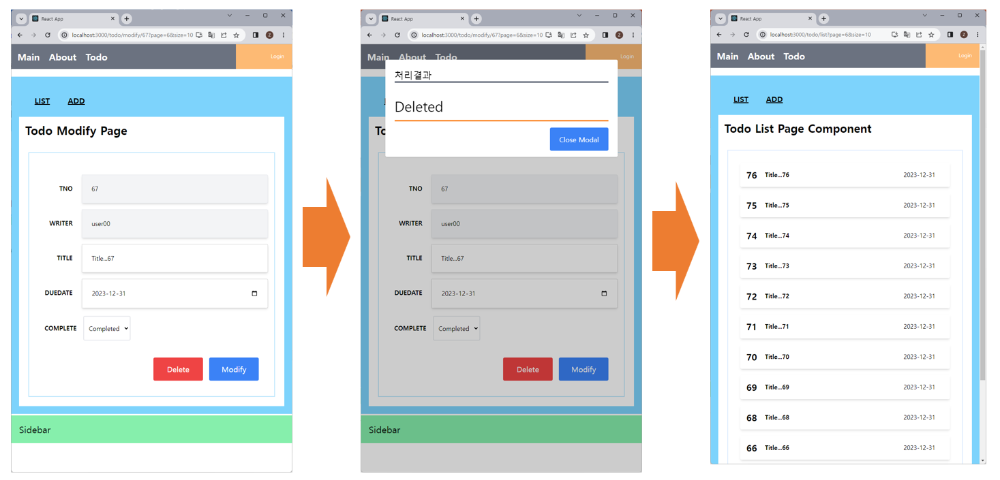 React App
localhost:3000/todo/modify/67?page=6&size=10
Main About Todo
Login
LIST ADD
Todo Modify Page
TNO 67
WRITER user00
TITLE Title...67
DUEDATE 2023-12-31
COMPLETE Completed
Delete Modify
Sidebar
React App
localhost:3000/todo/modify/67?page=6&size=10
Main About Todo
Login
처리결과
Deleted
Close Modal
TNO 67
WRITER user00
TITLE Title...67
DUEDATE 2023-12-31
COMPLETE Completed
Delete Modify
Sidebar
React App
localhost:3000/todo/list?page=6&size=10
Main About Todo
Login
LIST ADD
Todo List Page Component
76 Title...76 2023-12-31
75 Title...75 2023-12-31
74 Title...74 2023-12-31
73 Title...73 2023-12-31
72 Title...72 2023-12-31
71 Title...71 2023-12-31
70 Title...70 2023-12-31
69 Title...69 2023-12-31
68 Title...68 2023-12-31
66 Title...66 2023-12-31